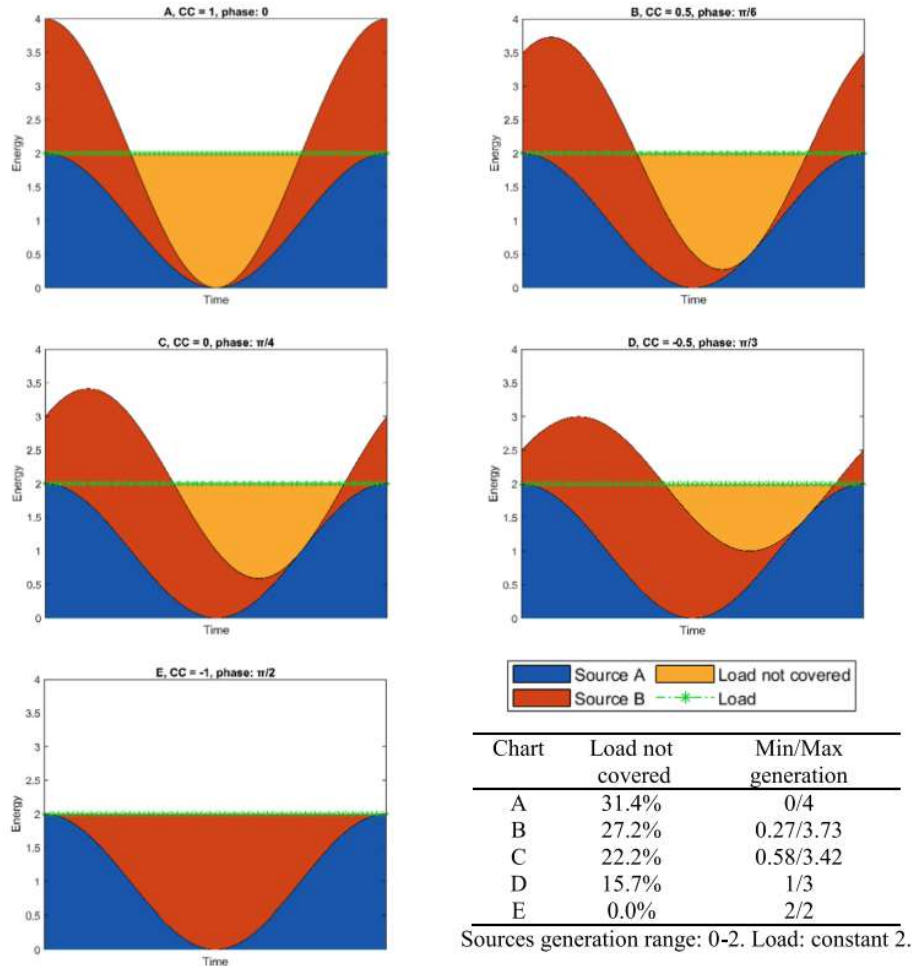 A, CC = 1, phase: 0
4
3.5
3
2.5
2
1.5
1
0.5
0
Energy
Time
B, CC = 0.5, phase: π/6
4
3.5
3
2.5
2
1.5
1
0.5
0
Energy
Time
C, CC = 0, phase: π/4
4
3.5
3
2.5
2
1.5
1
0.5
0
Energy
Time
D, CC = -0.5, phase: π/3
4
3.5
3
2.5
2
1.5
1
0.5
0
Energy
Time
E, CC = -1, phase: π/2
4
3.5
3
2.5
2
1.5
1
0.5
0
Energy
Time
Source A Load not covered
Source B Load
Chart Load not Min/Max
covered generation
A 31.4% 0/4
B 27.2% 0.27/3.73
C 22.2% 0.58/3.42
D 15.7% 1/3
E 0.0% 2/2
Sources generation range: 0-2. Load: constant 2.